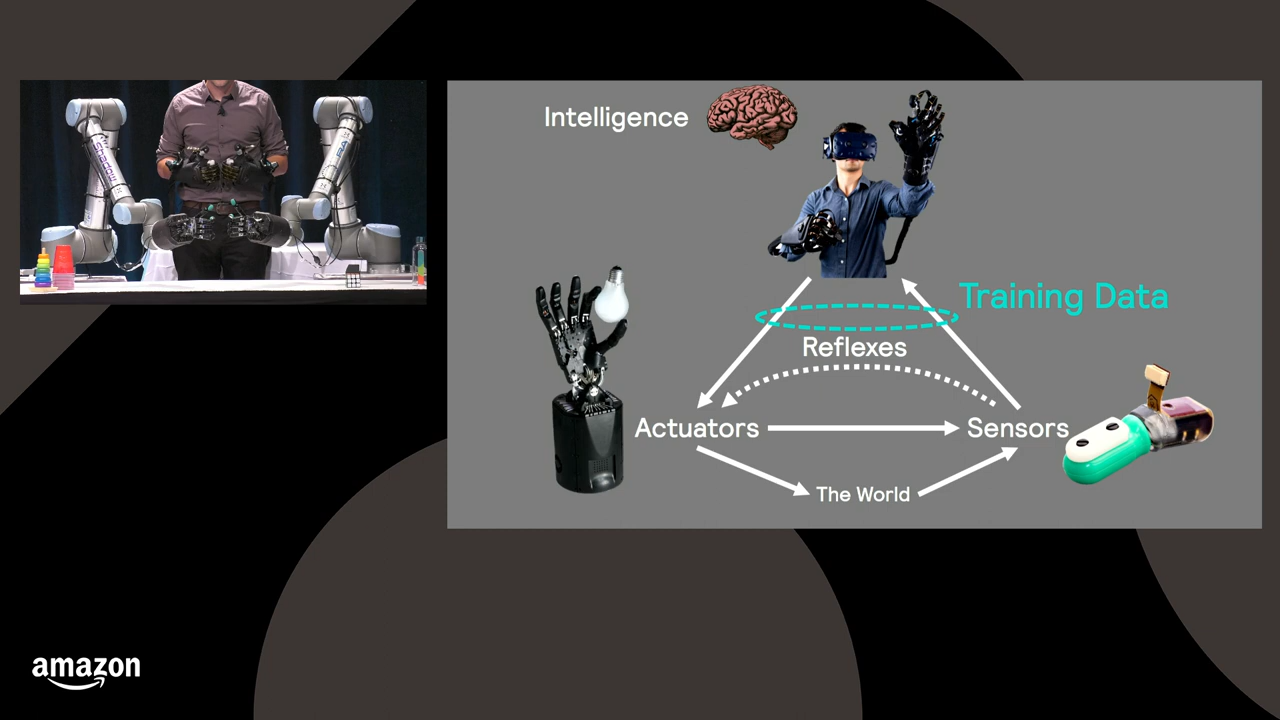 Intelligence
Training Data
Reflexes
Actuators
Sensors
The World
amazon